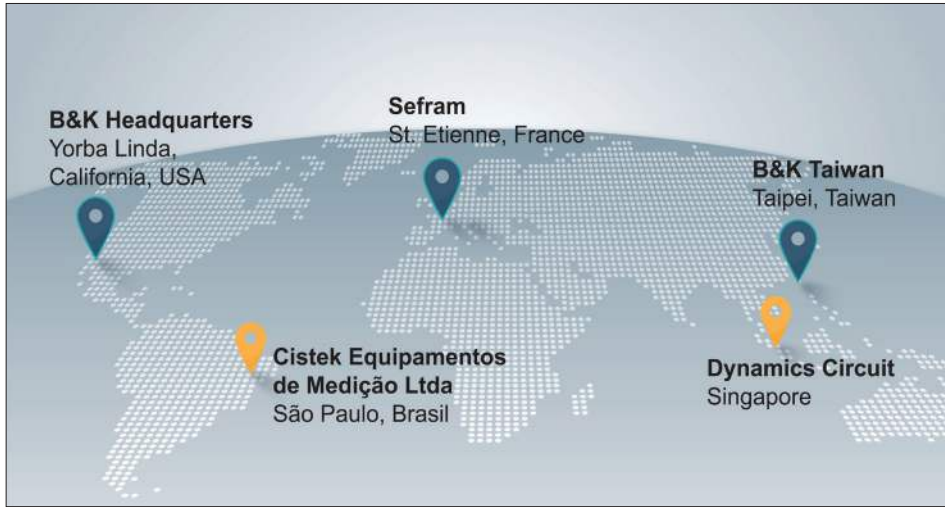 B&K Headquarters
Yorba Linda,
California, USA
Sefram
St. Etienne, France
B&K Taiwan
Taipei, Taiwan
Cistek Equipamentos
de Medição Ltda
São Paulo, Brasil
Dynamics Circuit
Singapore